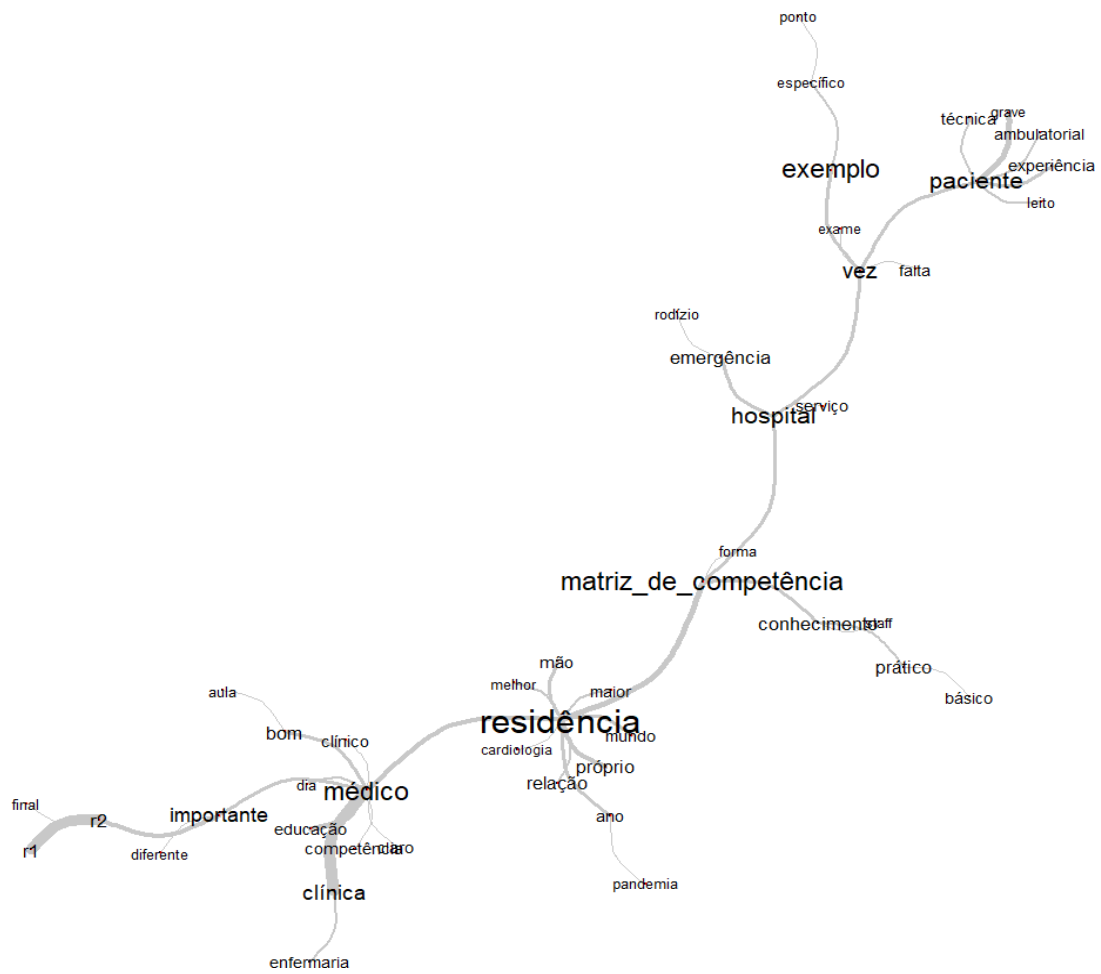 ponto
específico
grave
técnica
ambulatorial
exemplo
experiência
paciente
leito
exame
vez
falta
rodízio
emergência
serviço
hospital
forma
matriz_de_competência
conhecimento
staff
mão
prático
melhor
maior
aula
básico
residência
bom
clínico
mundo
cardiologia
próprio
dia
médico
relação
final
r2
importante
ano
educação
r1
diferente
competência
claro
pandemia
clínica
enfermaria